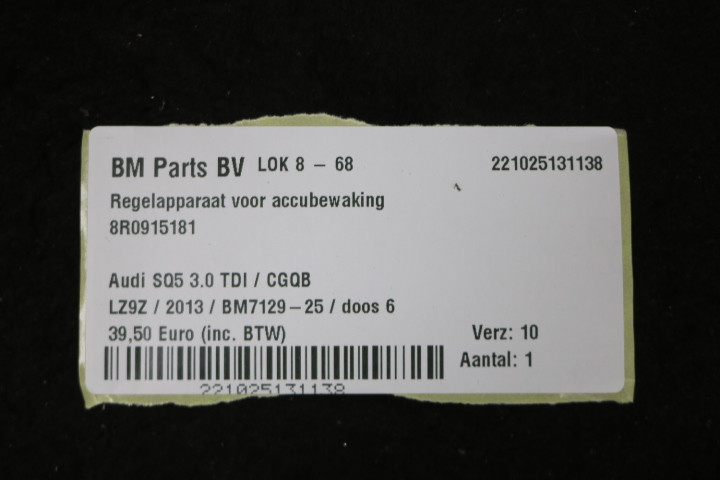 BM Parts BV LOK 8 – 68 221025131138
Regelapparaat voor accubewaking
8R0915181
Audi SQ5 3.0 TDI / CGQB
LZ9Z / 2013 / BM7129–25 / doos 6
39,50 Euro (inc. BTW) Verz: 10
Aantal: 1
221025131138